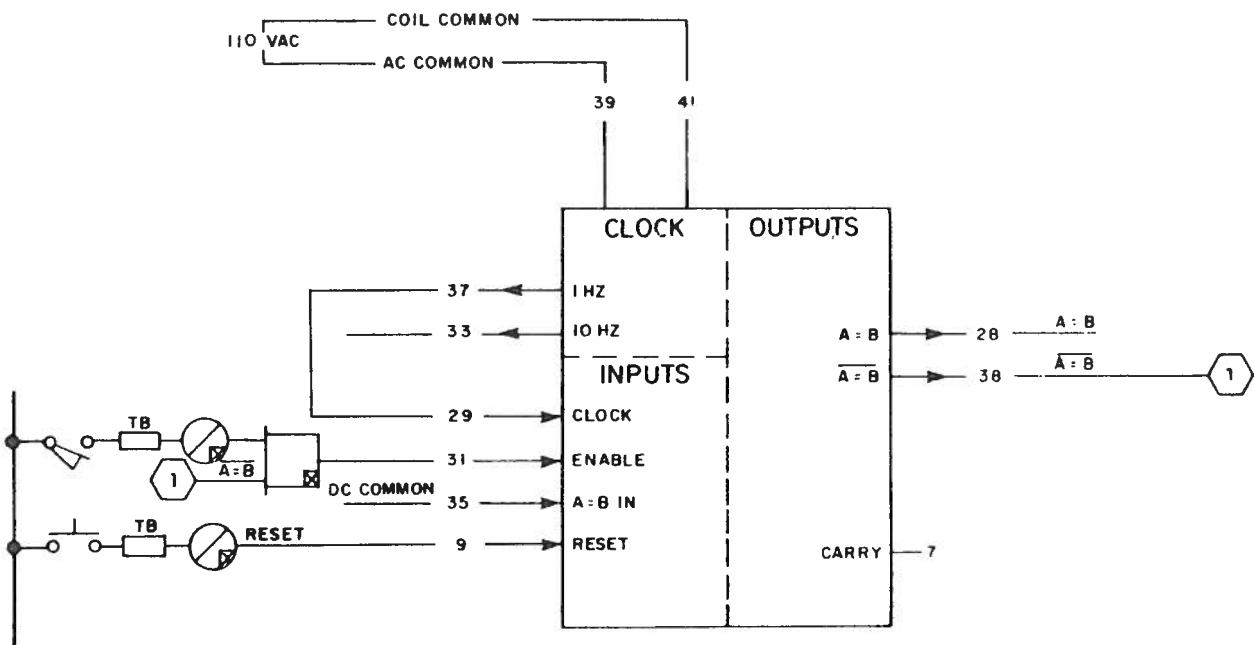 COIL COMMON
110 VAC
AC COMMON
39 41
CLOCK OUTPUTS
37 1 HZ
33 10 HZ
A = B 28 A = B
INPUTS
A̅=̅B̅ 38 A̅=̅B̅ 1
29 CLOCK
TB
31 ENABLE
A̅=̅B̅
1
DC COMMON
35 A = B IN
TB RESET
9 RESET
CARRY 7